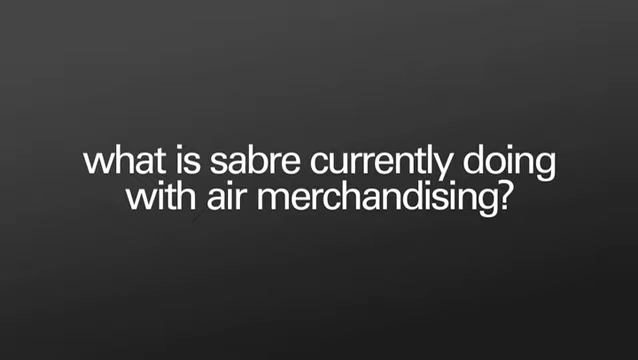 what is sabre currently doing
with air merchandising?